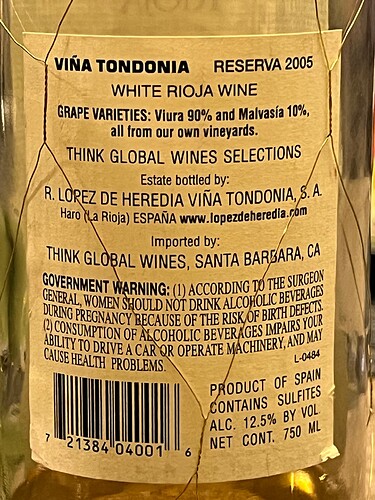 VIÑA TONDONIA RESERVA 2005
WHITE RIOJA WINE
GRAPE VARIETIES: Viura 90% and Malvasía 10%,
all from our own vineyards.
THINK GLOBAL WINES SELECTIONS
Estate bottled by:
R. LOPEZ DE HEREDIA VIÑA TONDONIA, S. A.
Haro (La Rioja) ESPAÑA www.lopezdeheredia.com
Imported by:
THINK GLOBAL WINES, SANTA BARBARA, CA
GOVERNMENT WARNING: (1) ACCORDING TO THE SURGEON
GENERAL, WOMEN SHOULD NOT DRINK ALCOHOLIC BEVERAGES
DURING PREGNANCY BECAUSE OF THE RISK OF BIRTH DEFECTS.
(2) CONSUMPTION OF ALCOHOLIC BEVERAGES IMPAIRS YOUR
ABILITY TO DRIVE A CAR OR OPERATE MACHINERY, AND MAY
CAUSE HEALTH PROBLEMS.
L-0484
PRODUCT OF SPAIN
CONTAINS SULFITES
ALC. 12.5% BY VOL.
NET CONT. 750 ML
7 21384 04001 6